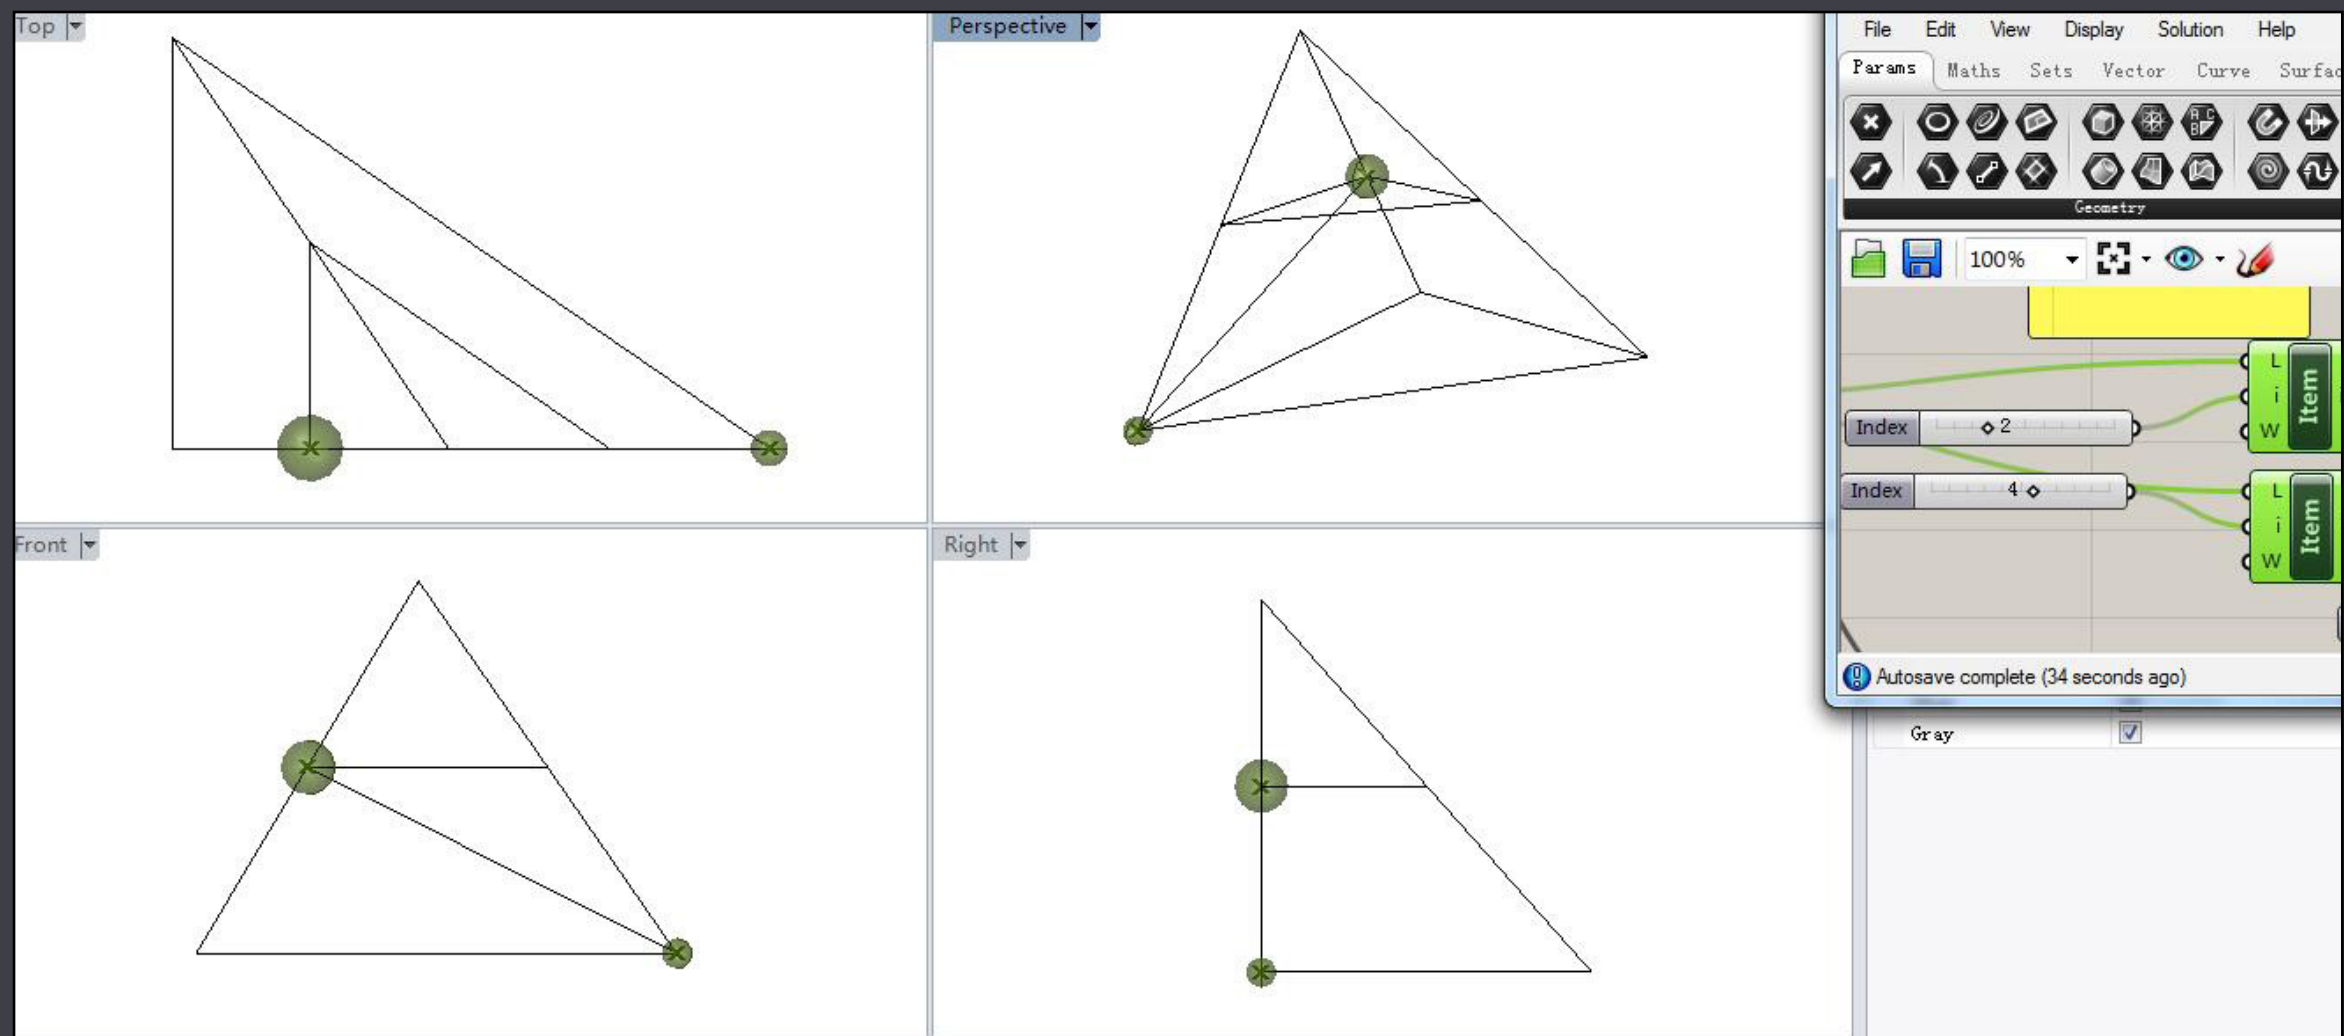 Top
Perspective
File Edit View Display Solution Help
Params Maths Sets Vector Curve
Geometry
100%
L
i
W
Item
Index 2
L
i
W
Item
Index 4
Front
Right
Autosave complete (34 seconds ago)
Gray